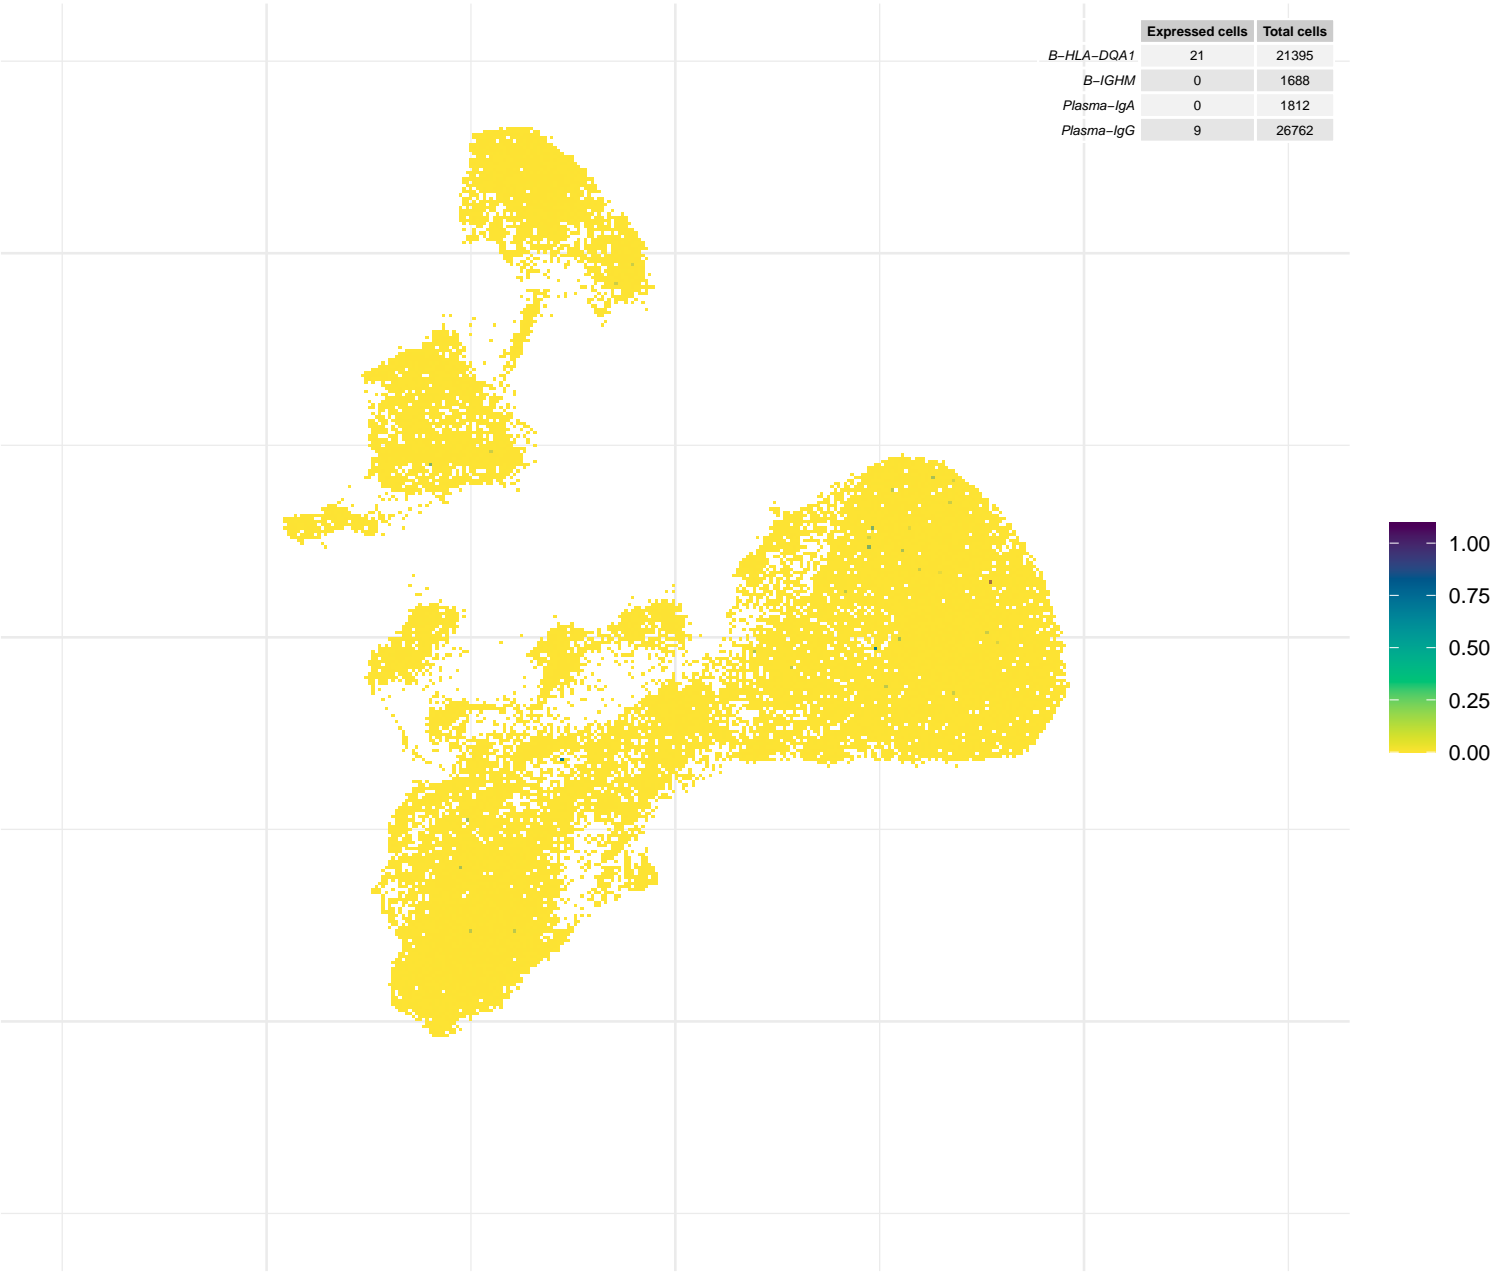 Expressed cells Total cells
B−HLA−DQA1 21 21395
B−IGHM 0 1688
Plasma−IgA 0 1812
Plasma−IgG 9 26762
1.00
0.75
0.50
0.25
0.00